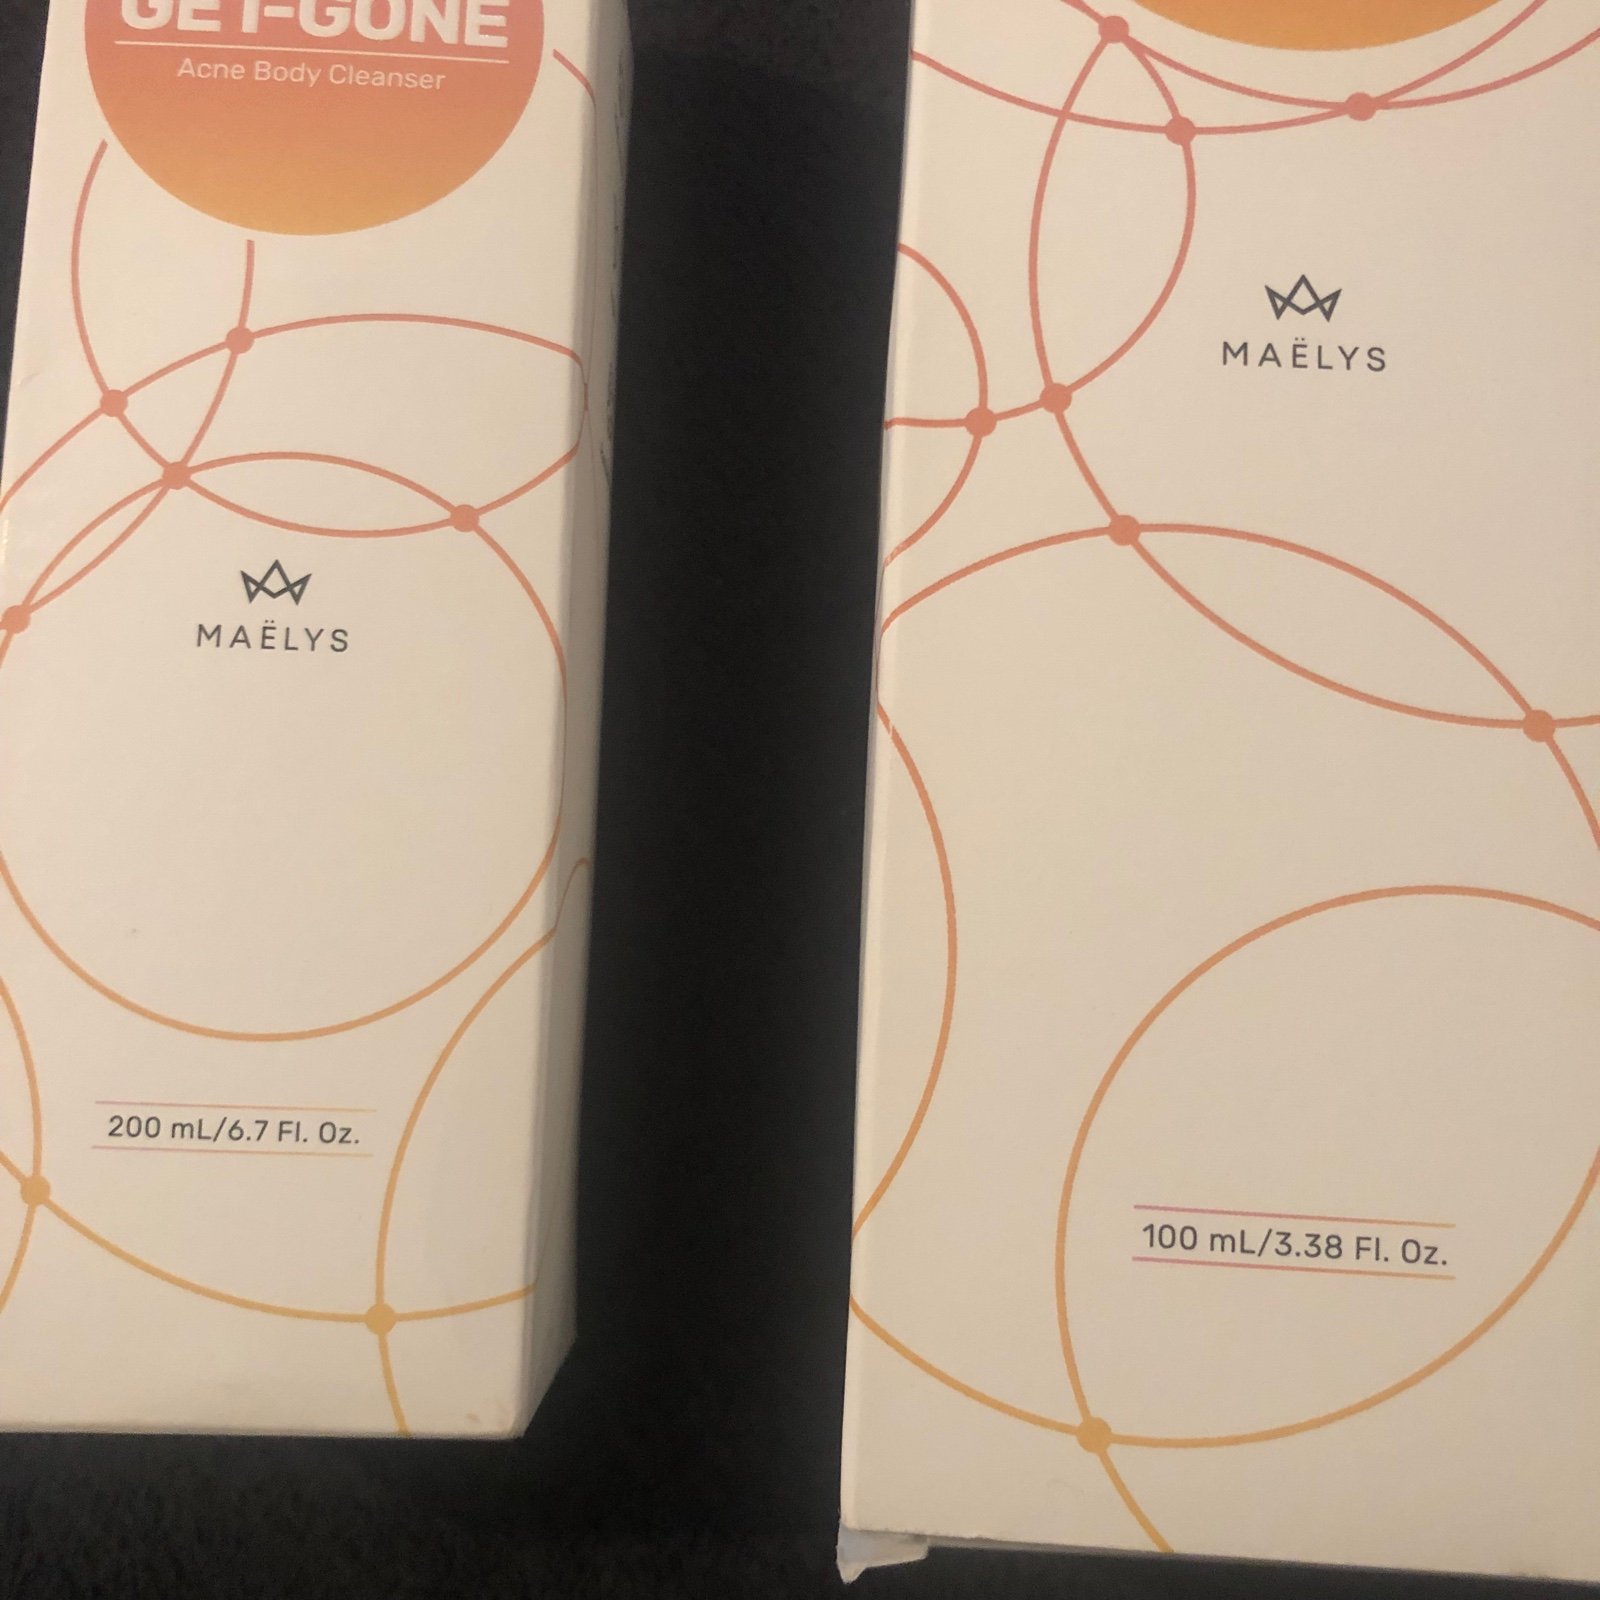 GET-GONE
Acne Body Cleanser
MAËLYS
200 mL/6.7 Fl. Oz.
MAËLYS
100 mL/3.38 Fl. Oz.